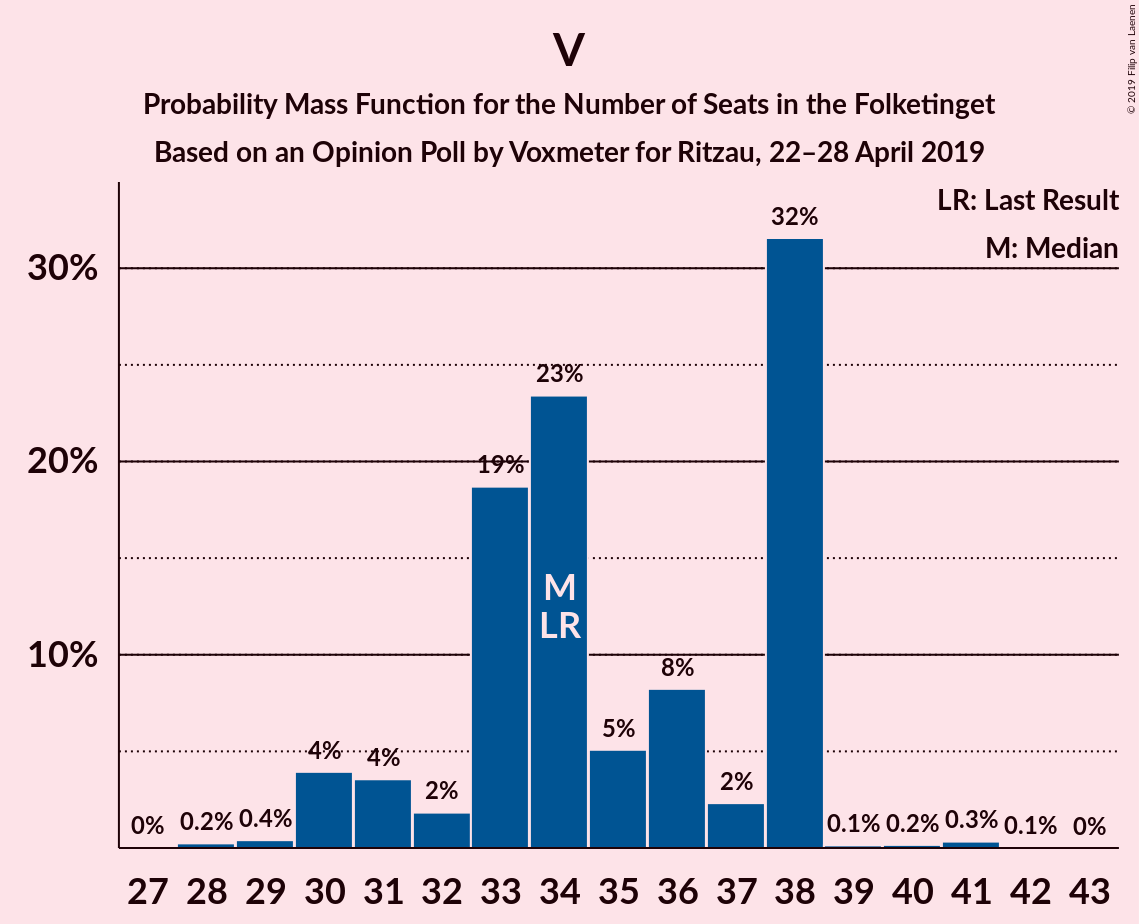 V
Probability Mass Function for the Number of Seats in the Folketinget
Based on an Opinion Poll by Voxmeter for Ritzau, 22–28 April 2019
© 2019 Filip van Laenen
LR: Last Result
M: Median
30%
20%
10%
0%
0.2%
0.4%
4%
4%
2%
19%
23%
5%
8%
2%
32%
0.1%
0.2%
0.3%
0.1%
0%
M
LR
27 28 29 30 31 32 33 34 35 36 37 38 39 40 41 42 43